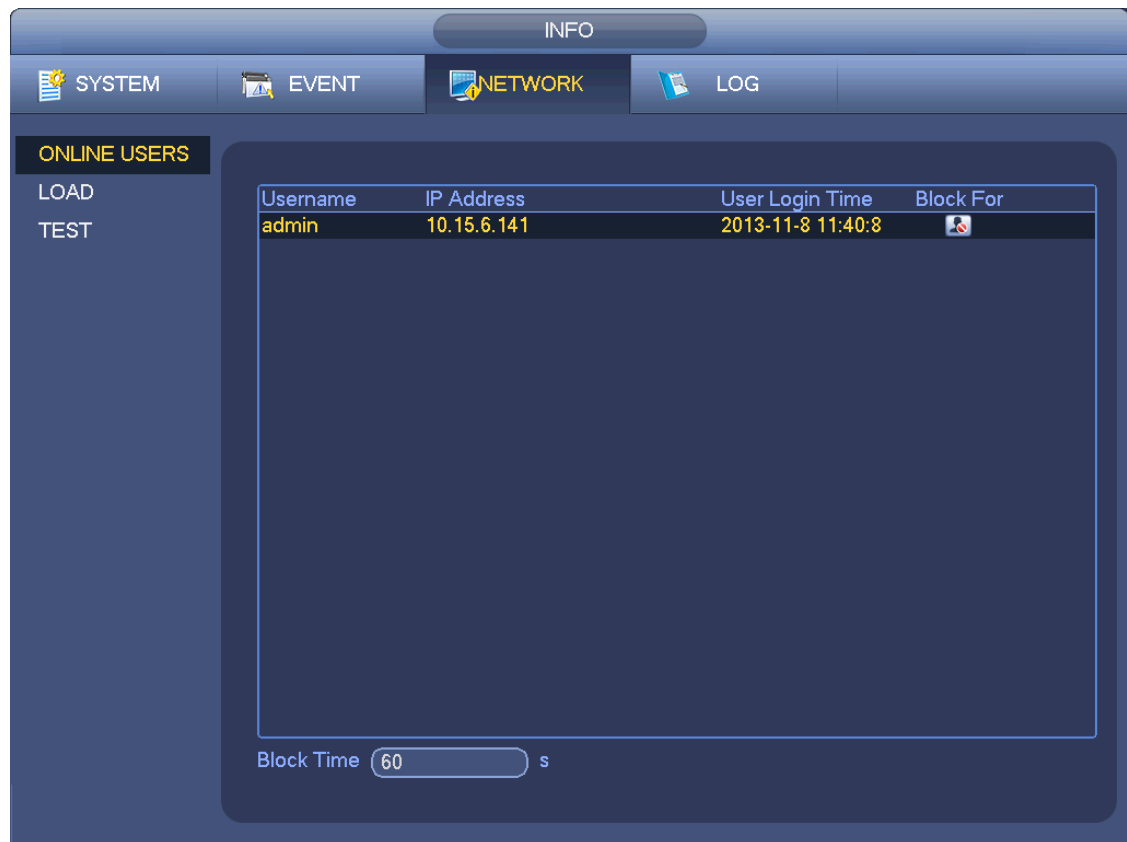 INFO
SYSTEM EVENT NETWORK LOG
ONLINE USERS
LOAD
TEST
Username IP Address User Login Time Block For
admin 10.15.6.141 2013-11-8 11:40:8
Block Time 60 s